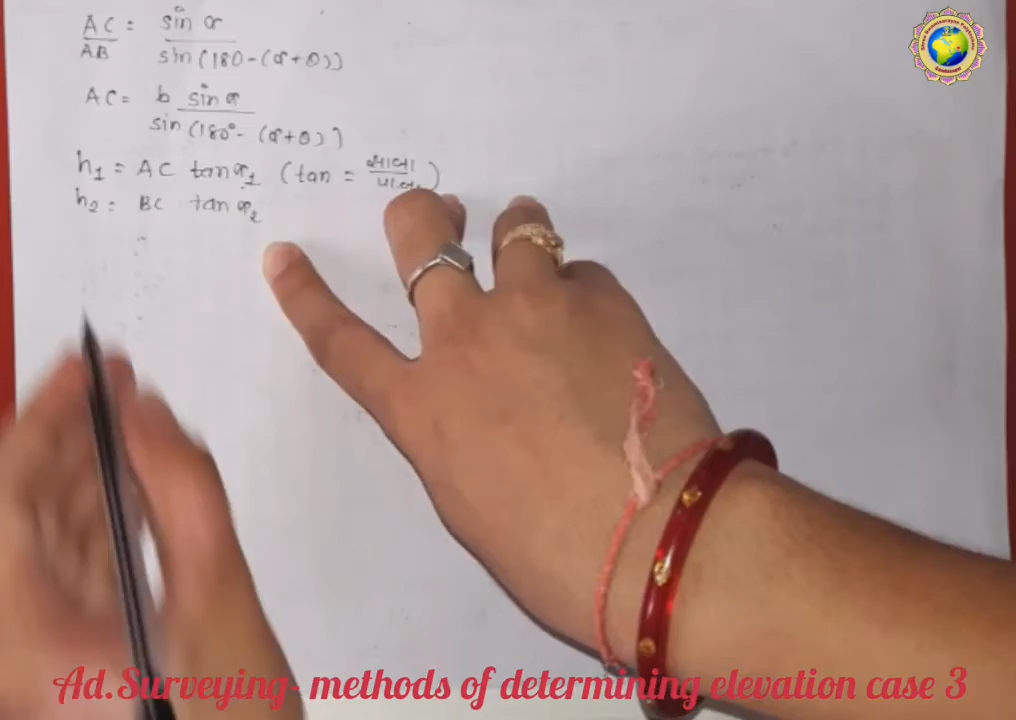 AC/AB = sin α / sin(180-(α+θ))
AC = b sin α / sin(180°-(α+θ))
h₁ = AC tan α₁ (tan = સાબા / પા.બા.)
h₂ = BC tan α₂
Ad.Surveying- methods of determining elevation case 3